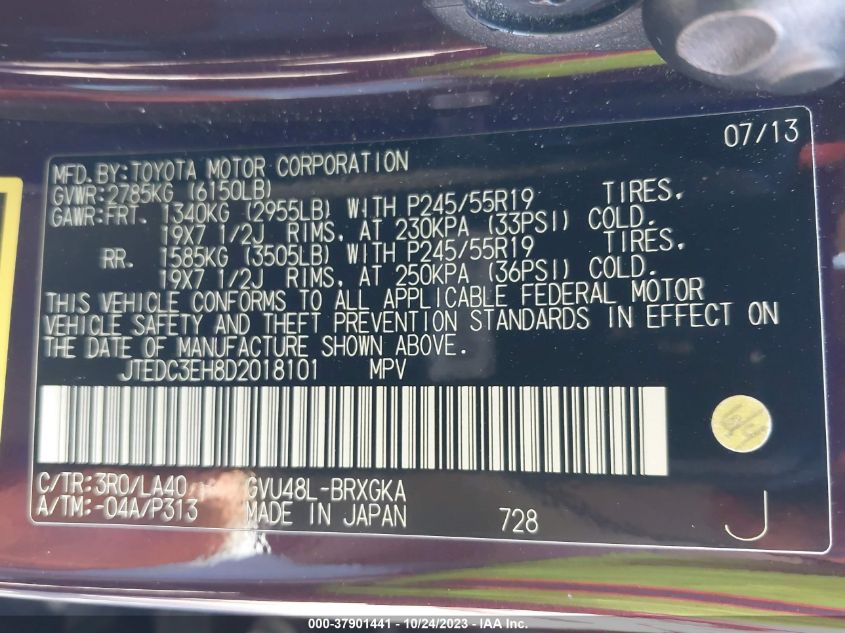 07/13
MFD.BY:TOYOTA MOTOR CORPORATION
GVWR:2785KG (6150LB)
GAWR:FRT. 1340KG (2955LB) WITH P245/55R19 TIRES.
19X7 1/2J RIMS, AT 230KPA (33PSI) COLD.
RR. 1585KG (3505LB) WITH P245/55R19 TIRES.
19X7 1/2J RIMS, AT 250KPA (36PSI) COLD.
THIS VEHICLE CONFORMS TO ALL APPLICABLE FEDERAL MOTOR
VEHICLE SAFETY AND THEFT PREVENTION STANDARDS IN EFFECT ON
THE DATE OF MANUFACTURE SHOWN ABOVE.
JTEDC3EH8D2018101 MPV
C/TR:3R0/LA40 GVU48L-BRXGKA
A/TM:-04A/P313 MADE IN JAPAN 728 J
000-37901441 - 10/24/2023 - IAA Inc.